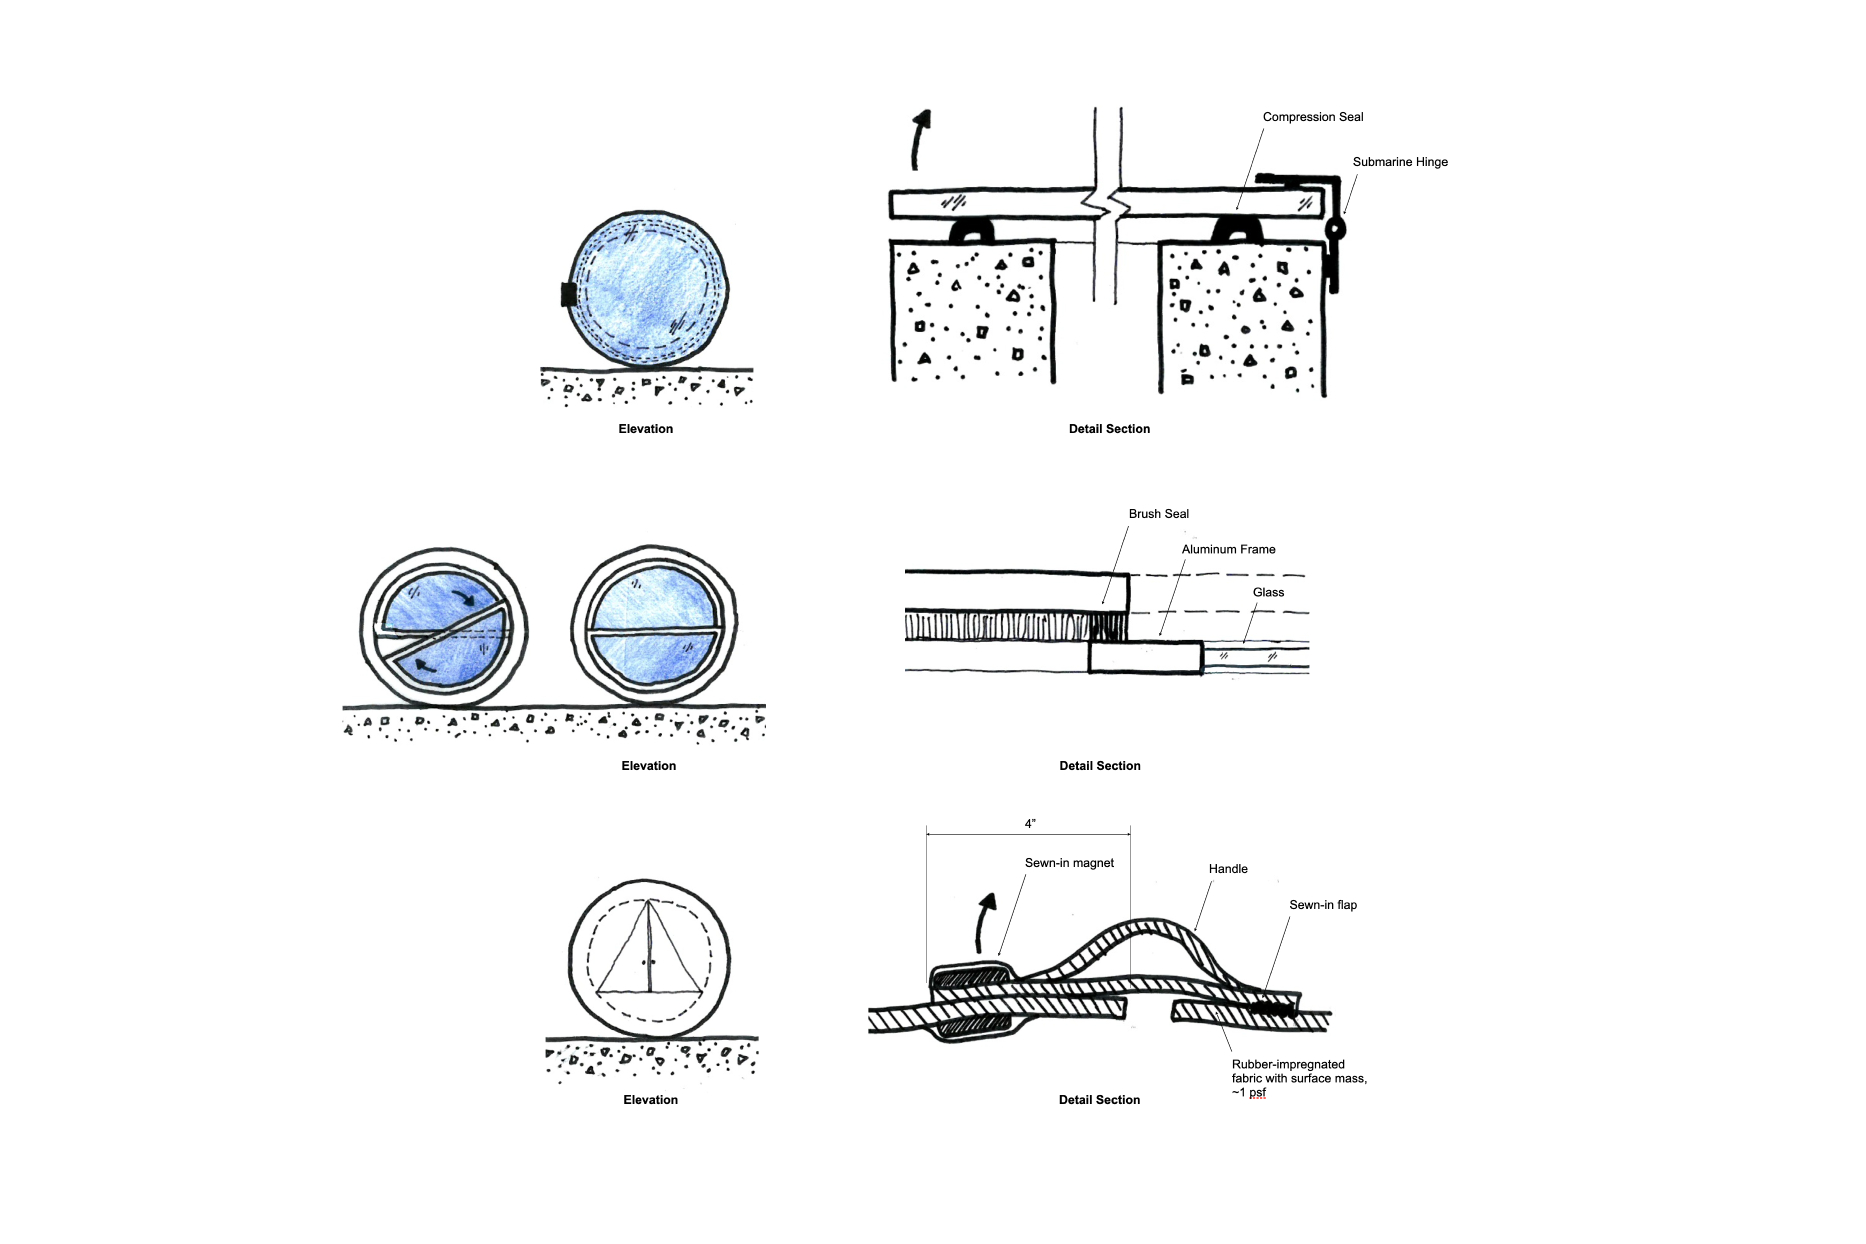 Compression Seal
Submarine Hinge
Elevation
Detail Section
Brush Seal
Aluminum Frame
Glass
Elevation
Detail Section
4”
Sewn-in magnet
Handle
Sewn-in flap
Rubber-impregnated
fabric with surface mass,
~1 psf
Elevation
Detail Section